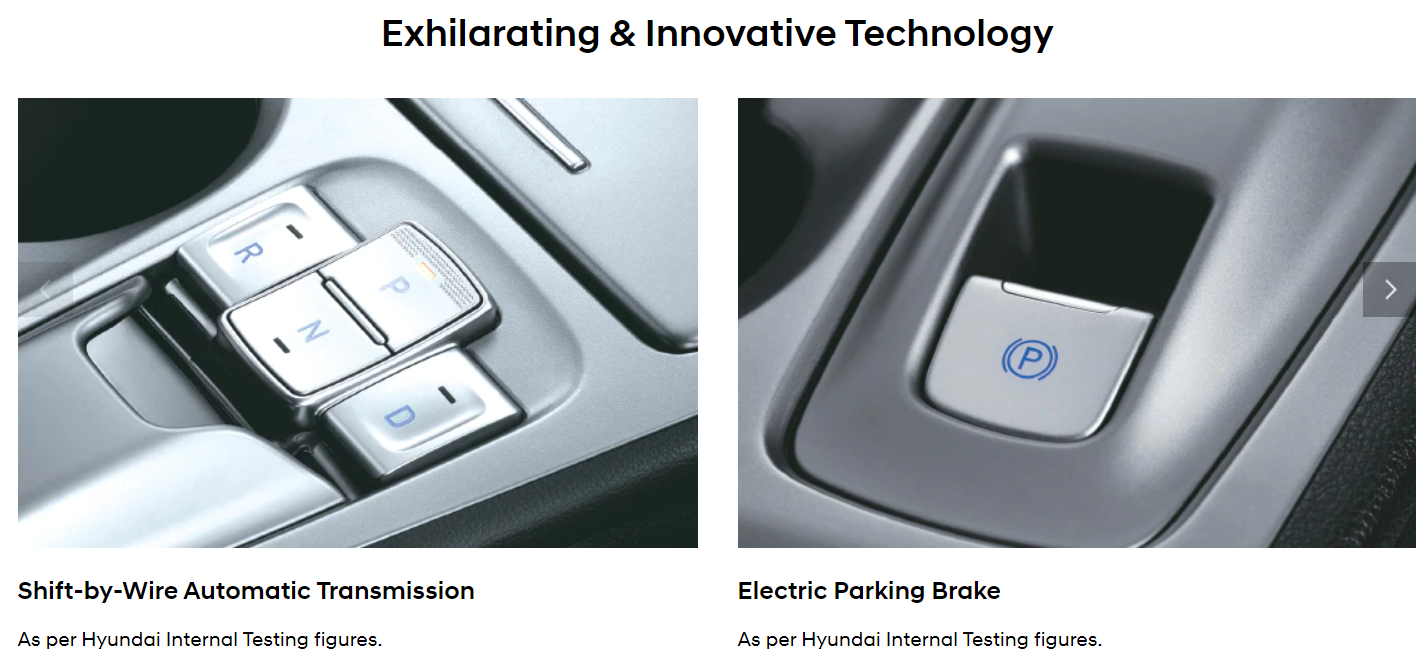 Exhilarating & Innovative Technology
R
P
N
D
P
Shift-by-Wire Automatic Transmission
Electric Parking Brake
As per Hyundai Internal Testing figures.
As per Hyundai Internal Testing figures.